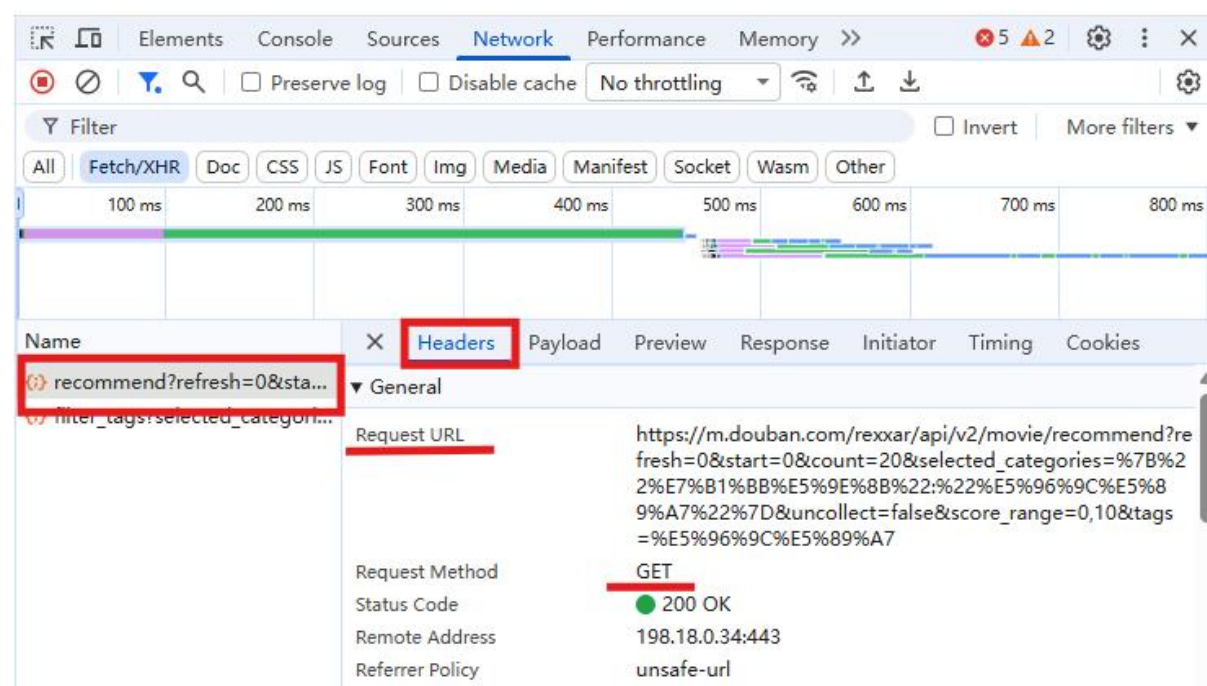 Elements Console Sources Network Performance Memory 5 2
Preserve log Disable cache No throttling
Filter Invert More filters
All Fetch/XHR Doc CSS JS Font Img Media Manifest Socket Wasm Other
100 ms 200 ms 300 ms 400 ms 500 ms 600 ms 700 ms 800 ms
Name Headers Payload Preview Response Initiator Timing Cookies
recommend?refresh=0&sta...
General
filter_tags?selected_categori...
Request URL https://m.douban.com/rexxar/api/v2/movie/recommend?re
fresh=0&start=0&count=20&selected_categories=%7B%2
2%E7%B1%BB%E5%9E%8B%22:%22%E5%96%9C%E5%8
9%A7%22%7D&uncollect=false&score_range=0,10&tags
=%E5%96%9C%E5%89%A7
Request Method GET
Status Code 200 OK
Remote Address 198.18.0.34:443
Referrer Policy unsafe-url